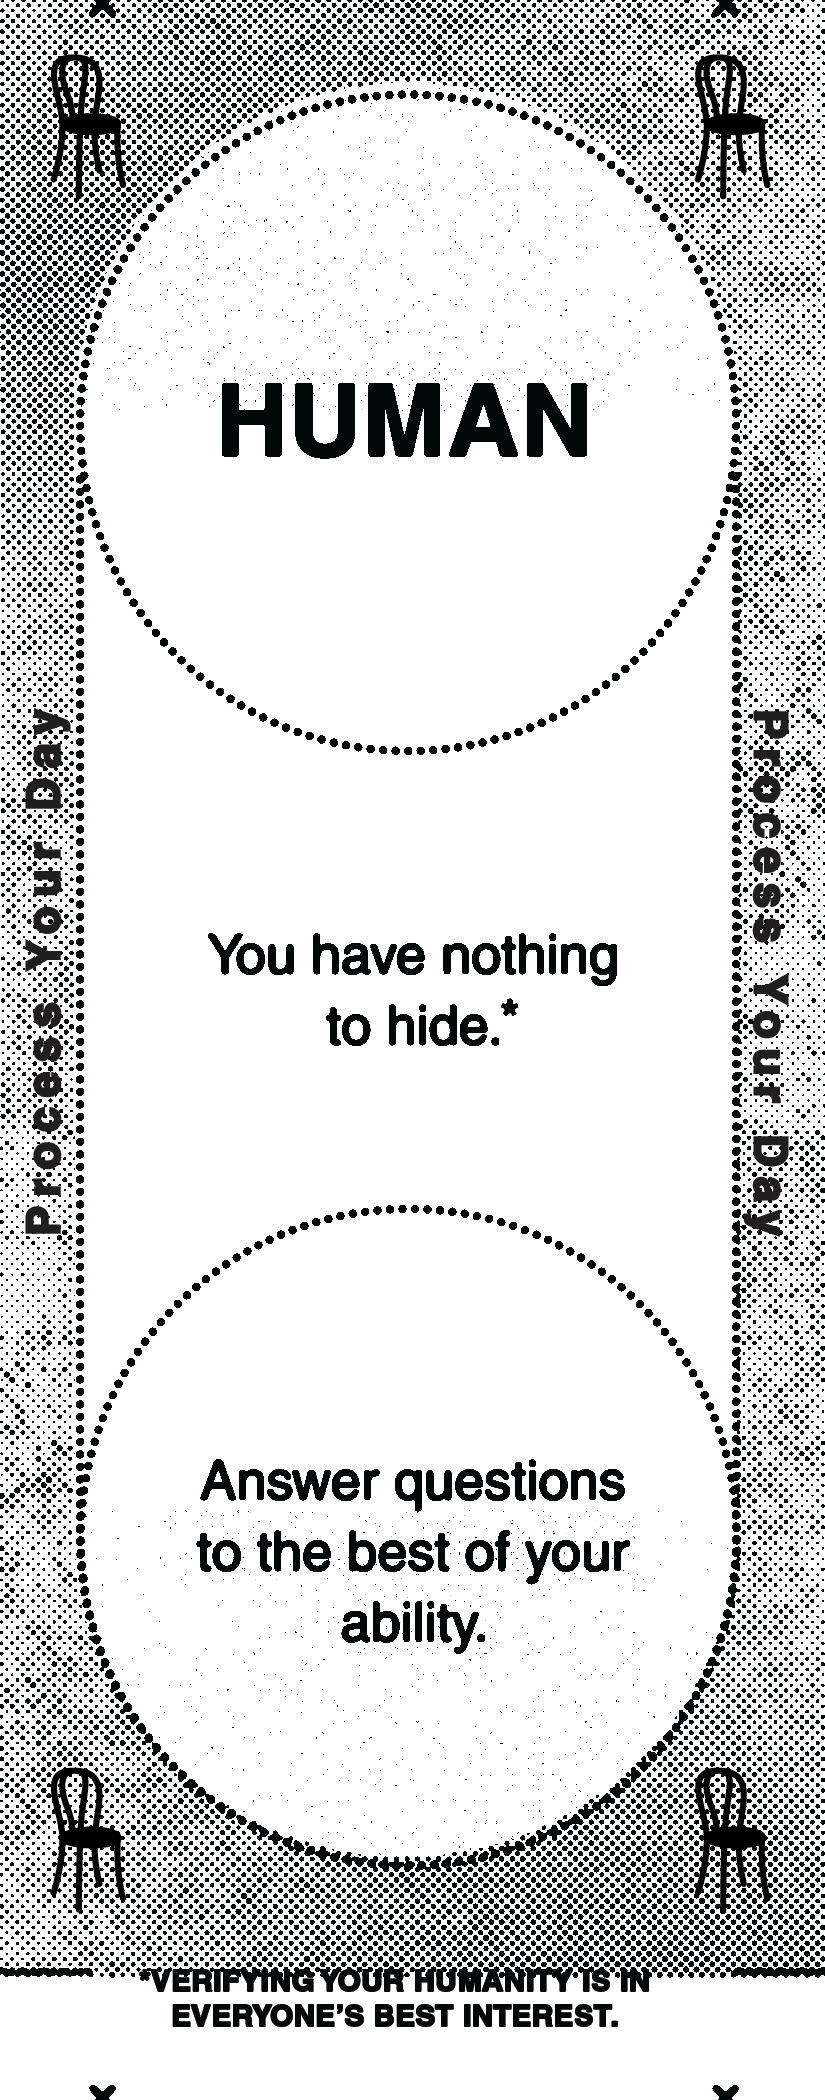 HUMAN
Process Your Day
Process Your Day
You have nothing
to hide.*
Answer questions
to the best of your
ability.
*VERIFYING YOUR HUMANITY IS IN
EVERYONE’S BEST INTEREST.